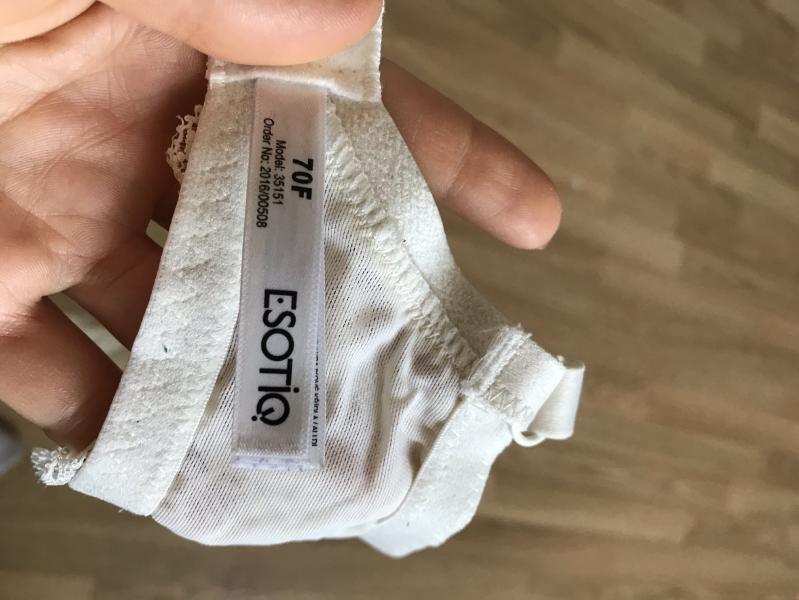 70F
Model: 35151
Order No: 2016/00508
ESOTiQ